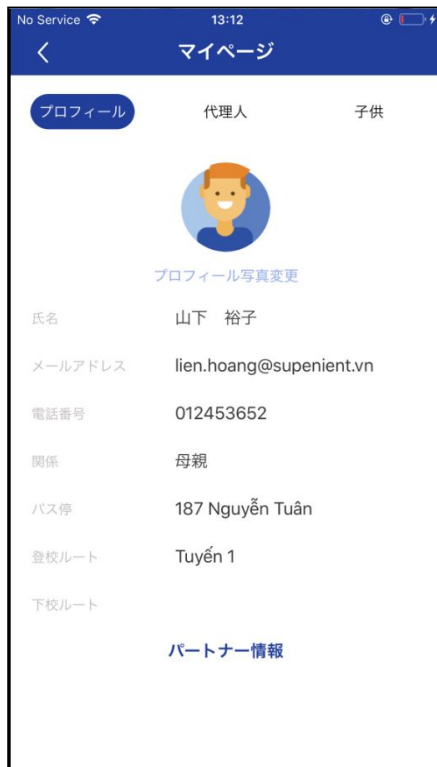 No Service 13:12
マイページ
プロフィール 代理人 子供
プロフィール写真変更
氏名 山下　裕子
メールアドレス lien.hoang@supenient.vn
電話番号 012453652
関係 母親
バス停 187 Nguyễn Tuân
登校ルート Tuyến 1
下校ルート
パートナー情報